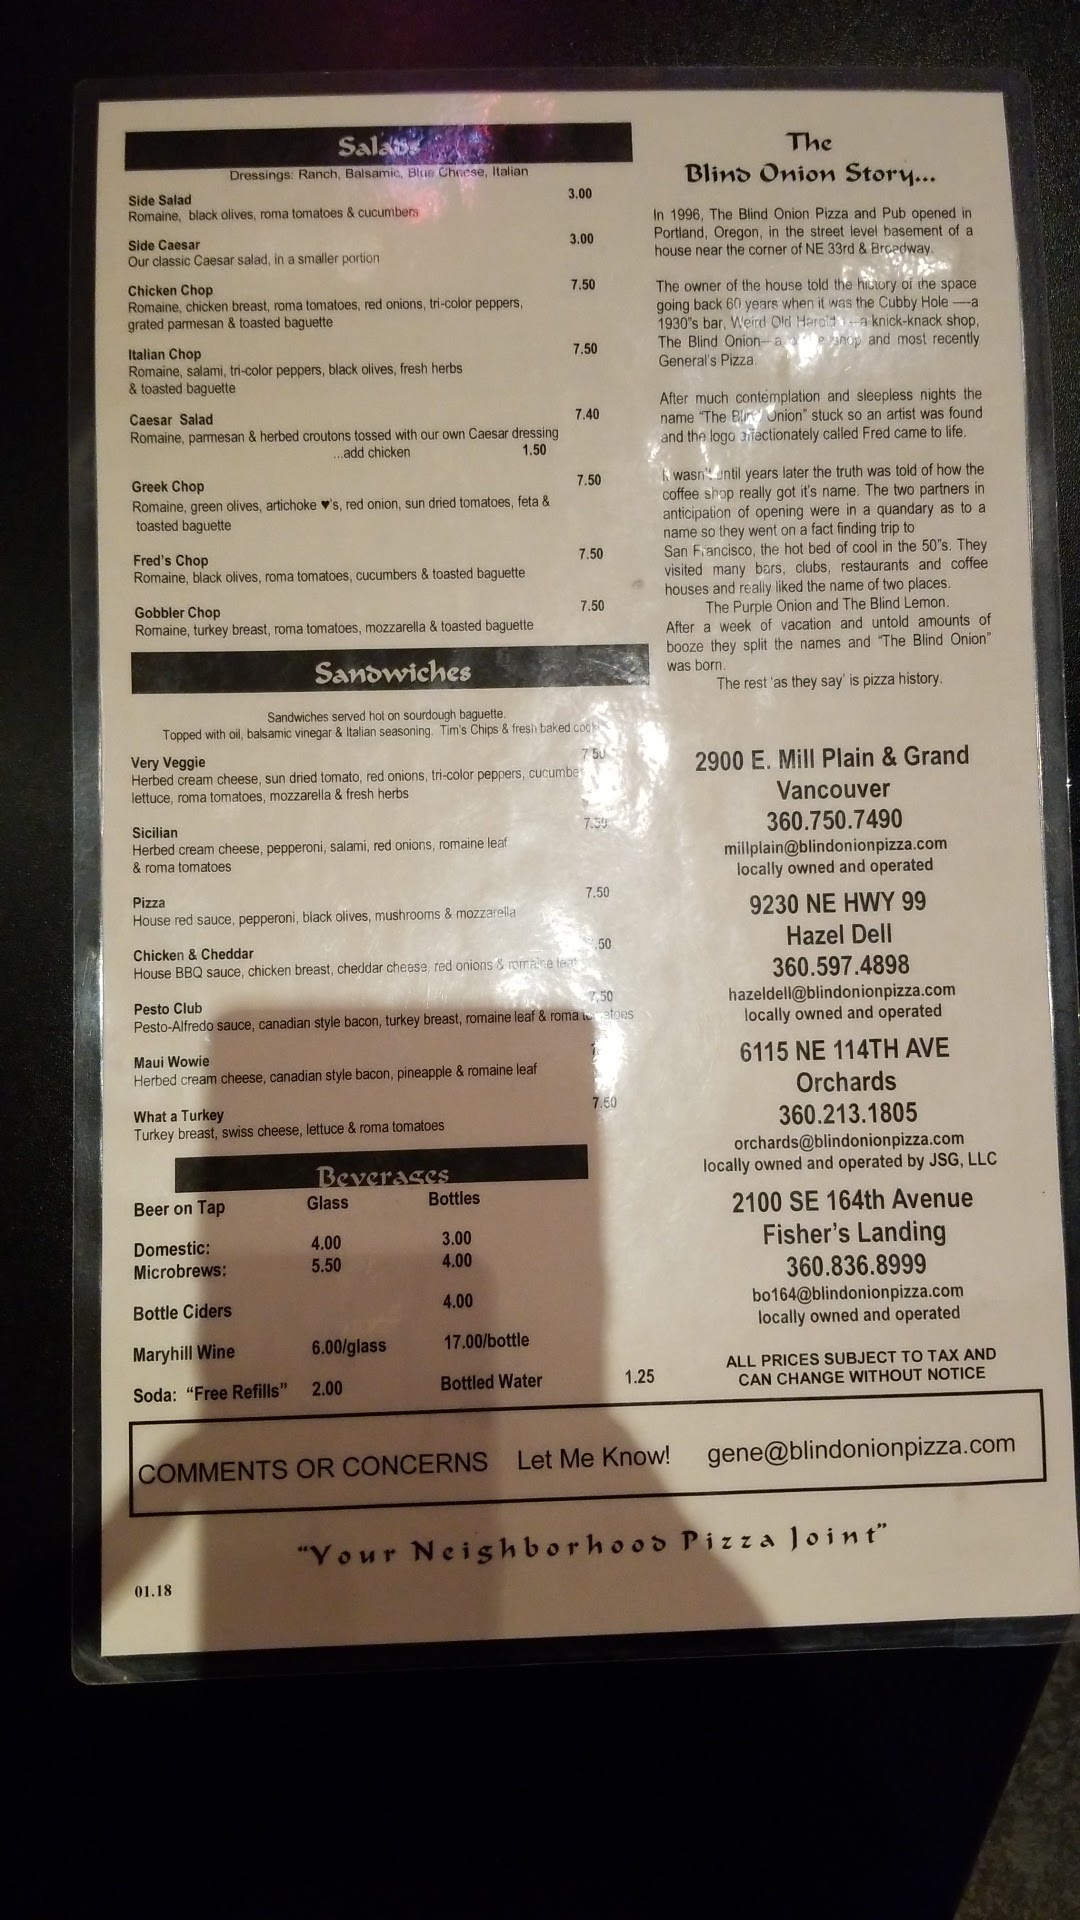 Salads
Dressings: Ranch, Balsamic, Blue Cheese, Italian
Side Salad 3.00
Romaine, black olives, roma tomatoes & cucumbers
Side Caesar 3.00
Our classic Caesar salad, in a smaller portion
Chicken Chop 7.50
Romaine, chicken breast, roma tomatoes, red onions, tri-color peppers,
grated parmesan & toasted baguette
Italian Chop 7.50
Romaine, salami, tri-color peppers, black olives, fresh herbs
& toasted baguette
Caesar Salad 7.40
Romaine, parmesan & herbed croutons tossed with our own Caesar dressing
...add chicken 1.50
Greek Chop 7.50
Romaine, green olives, artichoke ♥'s, red onion, sun dried tomatoes, feta &
toasted baguette
Fred's Chop 7.50
Romaine, black olives, roma tomatoes, cucumbers & toasted baguette
Gobbler Chop 7.50
Romaine, turkey breast, roma tomatoes, mozzarella & toasted baguette
Sandwiches
Sandwiches served hot on sourdough baguette.
Topped with oil, balsamic vinegar & Italian seasoning. Tim's Chips & fresh baked
Very Veggie 7.50
Herbed cream cheese, sun dried tomato, red onions, tri-color peppers, cucumber
lettuce, roma tomatoes, mozzarella & fresh herbs
Sicilian 7.50
Herbed cream cheese, pepperoni, salami, red onions, romaine leaf
& roma tomatoes
Pizza 7.50
House red sauce, pepperoni, black olives, mushrooms & mozzarella
Chicken & Cheddar .50
House BBQ sauce, chicken breast, cheddar cheese, red onions & romaine leaf
Pesto Club 7.50
Pesto-Alfredo sauce, canadian style bacon, turkey breast, romaine leaf & roma tomatoes
Maui Wowie
Herbed cream cheese, canadian style bacon, pineapple & romaine leaf
What a Turkey 7.50
Turkey breast, swiss cheese, lettuce & roma tomatoes
Beverages
Beer on Tap Glass Bottles
Domestic: 4.00 3.00
Microbrews: 5.50 4.00
Bottle Ciders 4.00
Maryhill Wine 6.00/glass 17.00/bottle
Soda: "Free Refills" 2.00 Bottled Water 1.25
The
Blind Onion Story...
In 1996, The Blind Onion Pizza and Pub opened in
Portland, Oregon, in the street level basement of a
house near the corner of NE 33rd & Broadway.
The owner of the house told the history of the space
going back 60 years when it was the Cubby Hole —a
1930"s bar, Weird Old Harold's —a knick-knack shop,
The Blind Onion—a shop and most recently
General's Pizza.
After much contemplation and sleepless nights the
name "The Blind Onion" stuck so an artist was found
and the logo affectionately called Fred came to life.
It wasn't until years later the truth was told of how the
coffee shop really got it's name. The two partners in
anticipation of opening were in a quandary as to a
name so they went on a fact finding trip to
San Francisco, the hot bed of cool in the 50"s. They
visited many bars, clubs, restaurants and coffee
houses and really liked the name of two places.
The Purple Onion and The Blind Lemon.
After a week of vacation and untold amounts of
booze they split the names and "The Blind Onion"
was born.
The rest 'as they say' is pizza history.
2900 E. Mill Plain & Grand
Vancouver
360.750.7490
millplain@blindonionpizza.com
locally owned and operated
9230 NE HWY 99
Hazel Dell
360.597.4898
hazeldell@blindonionpizza.com
locally owned and operated
6115 NE 114TH AVE
Orchards
360.213.1805
orchards@blindonionpizza.com
locally owned and operated by JSG, LLC
2100 SE 164th Avenue
Fisher's Landing
360.836.8999
bo164@blindonionpizza.com
locally owned and operated
ALL PRICES SUBJECT TO TAX AND
CAN CHANGE WITHOUT NOTICE
COMMENTS OR CONCERNS Let Me Know! gene@blindonionpizza.com
"Your Neighborhood Pizza Joint"
01.18